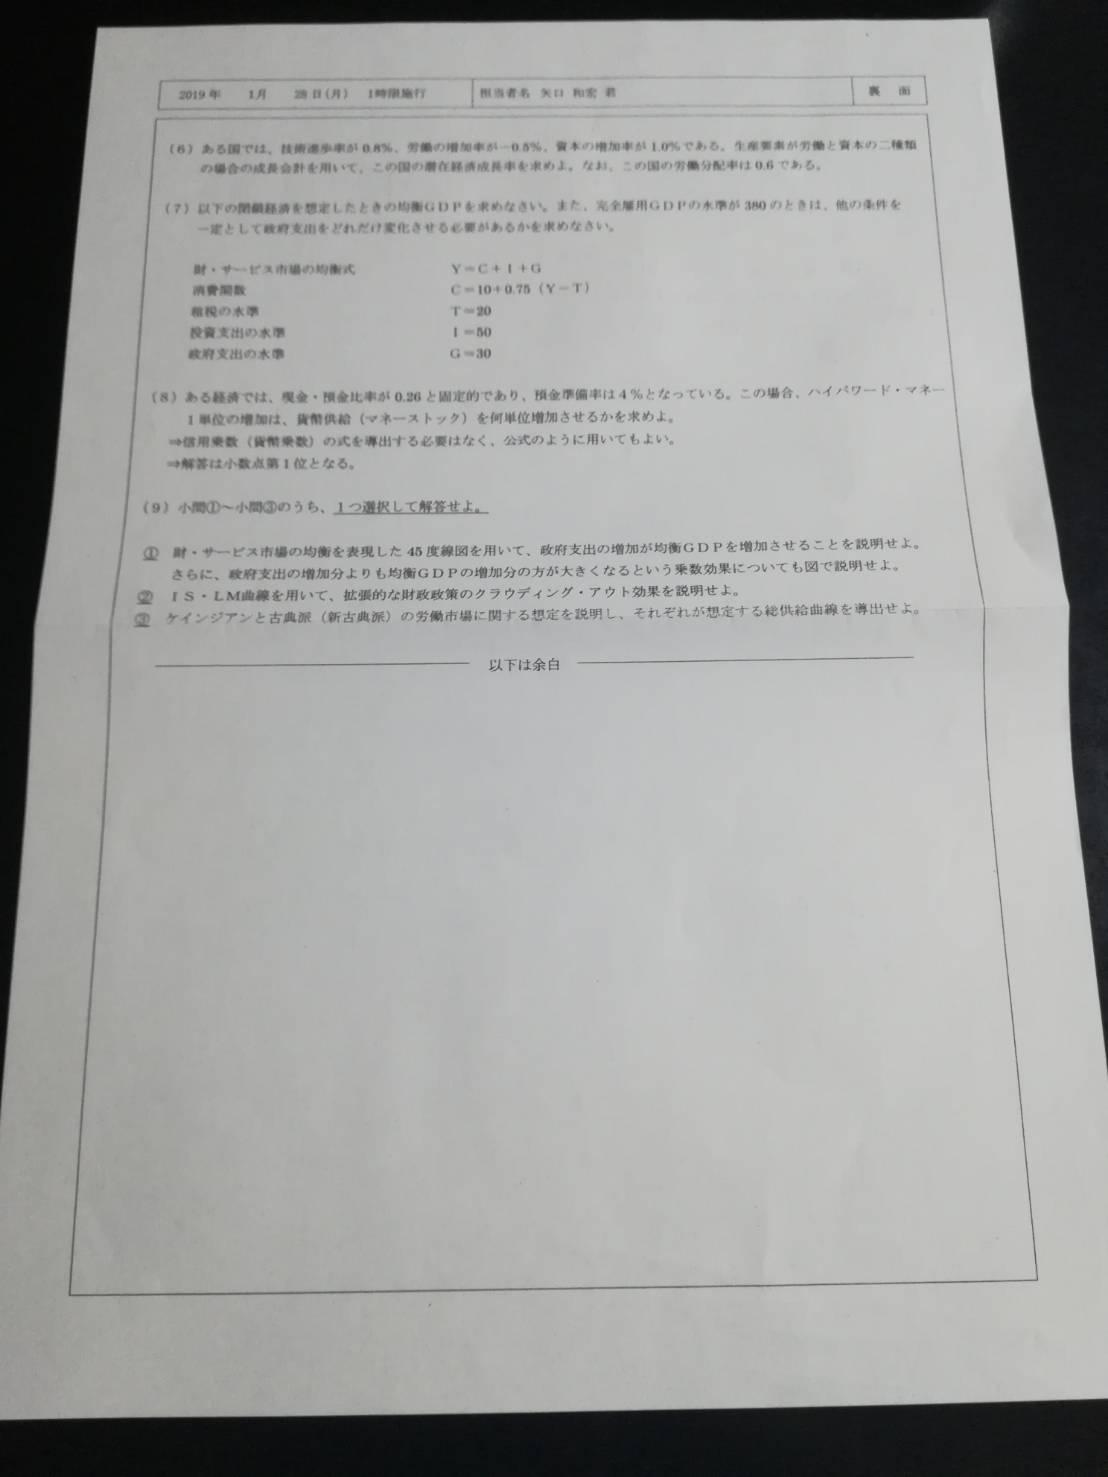 2019年 1月 28日(月) 1時限施行 担当者名 矢口 和宏 君 裏 面
(6) ある国では、技術進歩率が0.8%、労働の増加率が−0.5%、資本の増加率が1.0%である。生産要素が労働と資本の二種類
の場合の成長会計を用いて、この国の潜在経済成長率を求めよ。なお、この国の労働分配率は0.6である。
(7) 以下の閉鎖経済を想定したときの均衡GDPを求めなさい。また、完全雇用GDPの水準が380のときは、他の条件を
一定として政府支出をどれだけ変化させる必要があるかを求めなさい。
財・サービス市場の均衡式 Y=C+I+G
消費関数 C=10+0.75(Y−T)
租税の水準 T=20
投資支出の水準 I=50
政府支出の水準 G=30
(8) ある経済では、現金・預金比率が0.26と固定的であり、預金準備率は4%となっている。この場合、ハイパワード・マネー
1単位の増加は、貨幣供給(マネーストック)を何単位増加させるかを求めよ。
⇒信用乗数(貨幣乗数)の式を導出する必要はなく、公式のように用いてもよい。
⇒解答は小数点第1位となる。
(9) 小問①〜小問③のうち、1つ選択して解答せよ。
① 財・サービス市場の均衡を表現した45度線図を用いて、政府支出の増加が均衡GDPを増加させることを説明せよ。
さらに、政府支出の増加分よりも均衡GDPの増加分の方が大きくなるという乗数効果についても図で説明せよ。
② IS・LM曲線を用いて、拡張的な財政政策のクラウディング・アウト効果を説明せよ。
③ ケインジアンと古典派(新古典派)の労働市場に関する想定を説明し、それぞれが想定する総供給曲線を導出せよ。
以下は余白